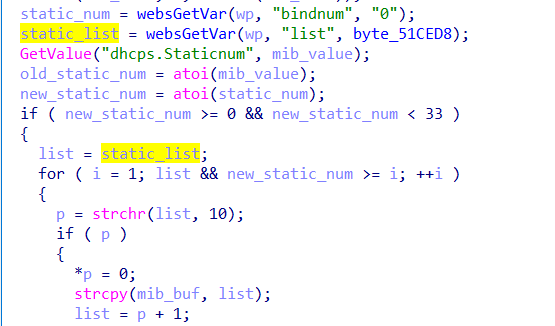 static_num = websGetVar(wp, "bindnum", "0");
static_list = websGetVar(wp, "list", byte_51CED8);
GetValue("dhcps.Staticnum", mib_value);
old_static_num = atoi(mib_value);
new_static_num = atoi(static_num);
if ( new_static_num >= 0 && new_static_num < 33 )
{
list = static_list;
for ( i = 1; list && new_static_num >= i; ++i )
{
p = strchr(list, 10);
if ( p )
{
*p = 0;
strcpy(mib_buf, list);
list = p + 1;